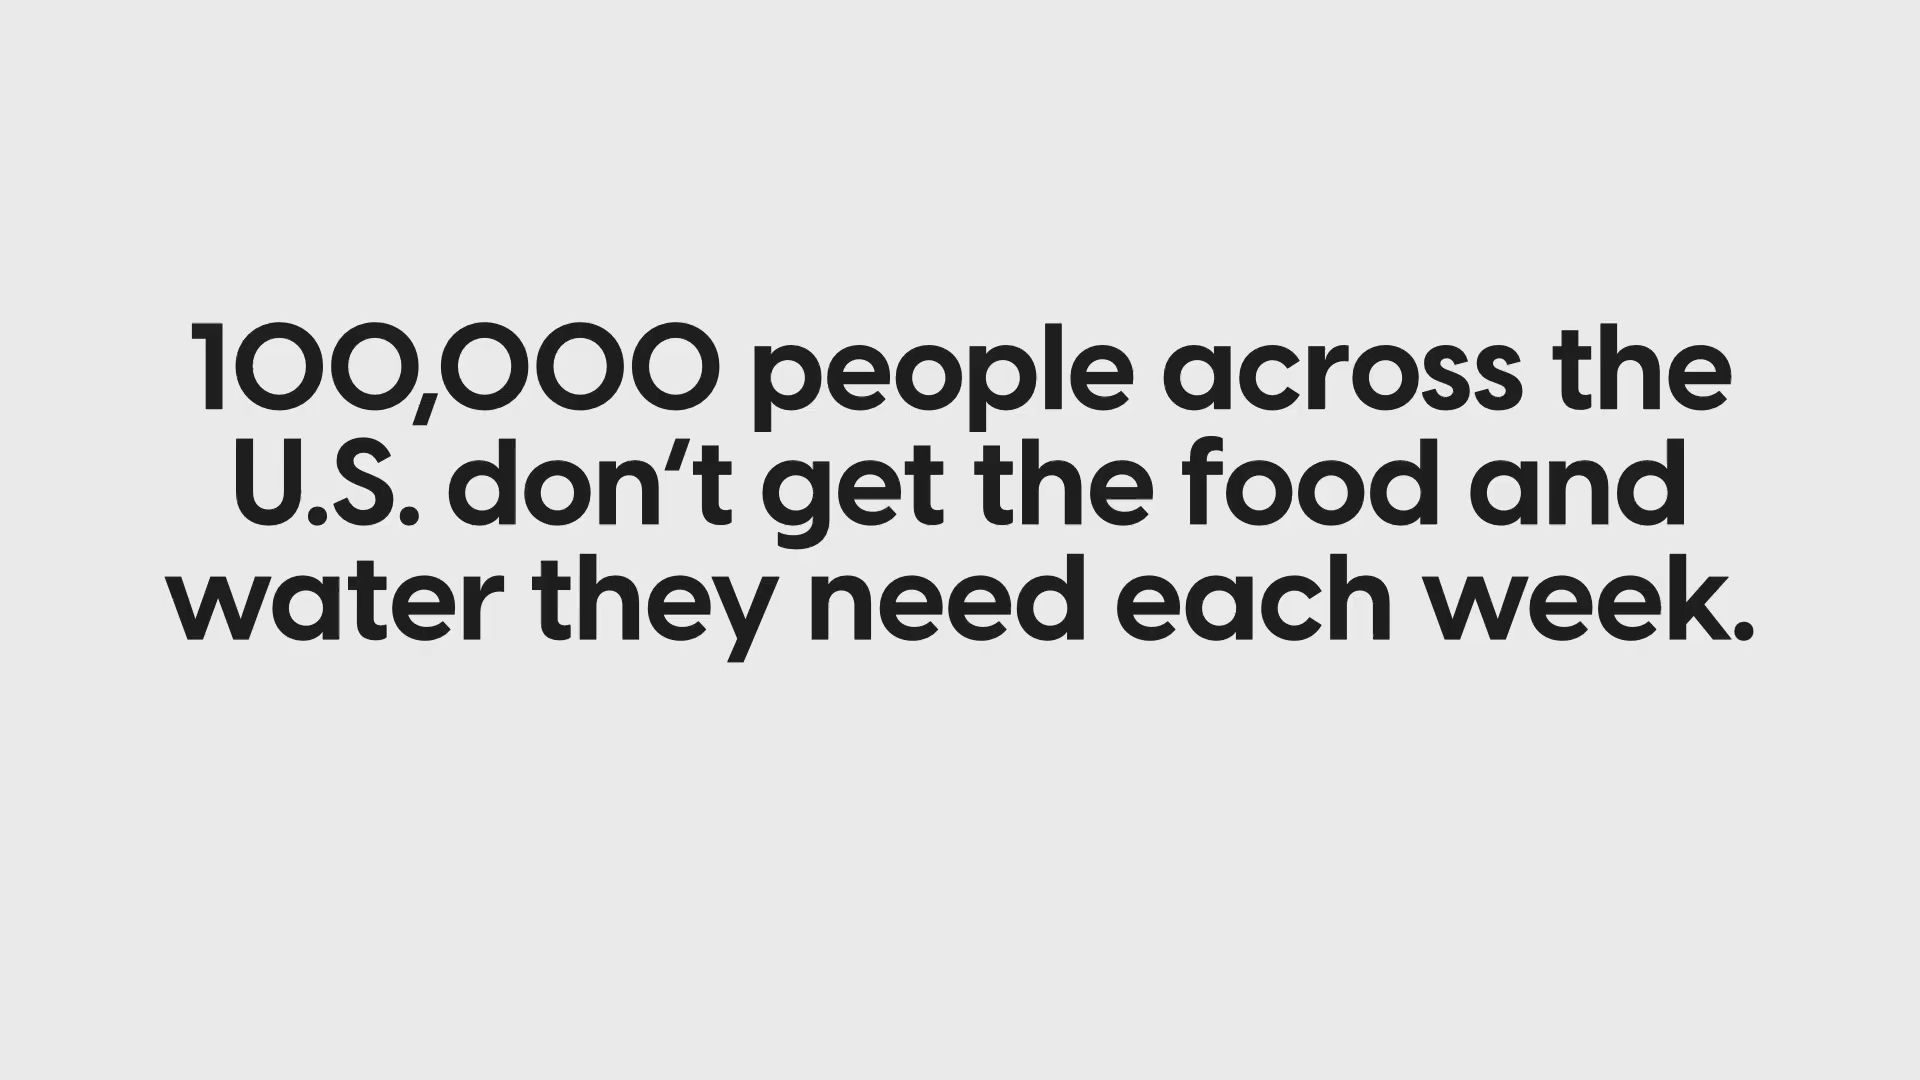 100,000 people across the
U.S. don’t get the food and
water they need each week.